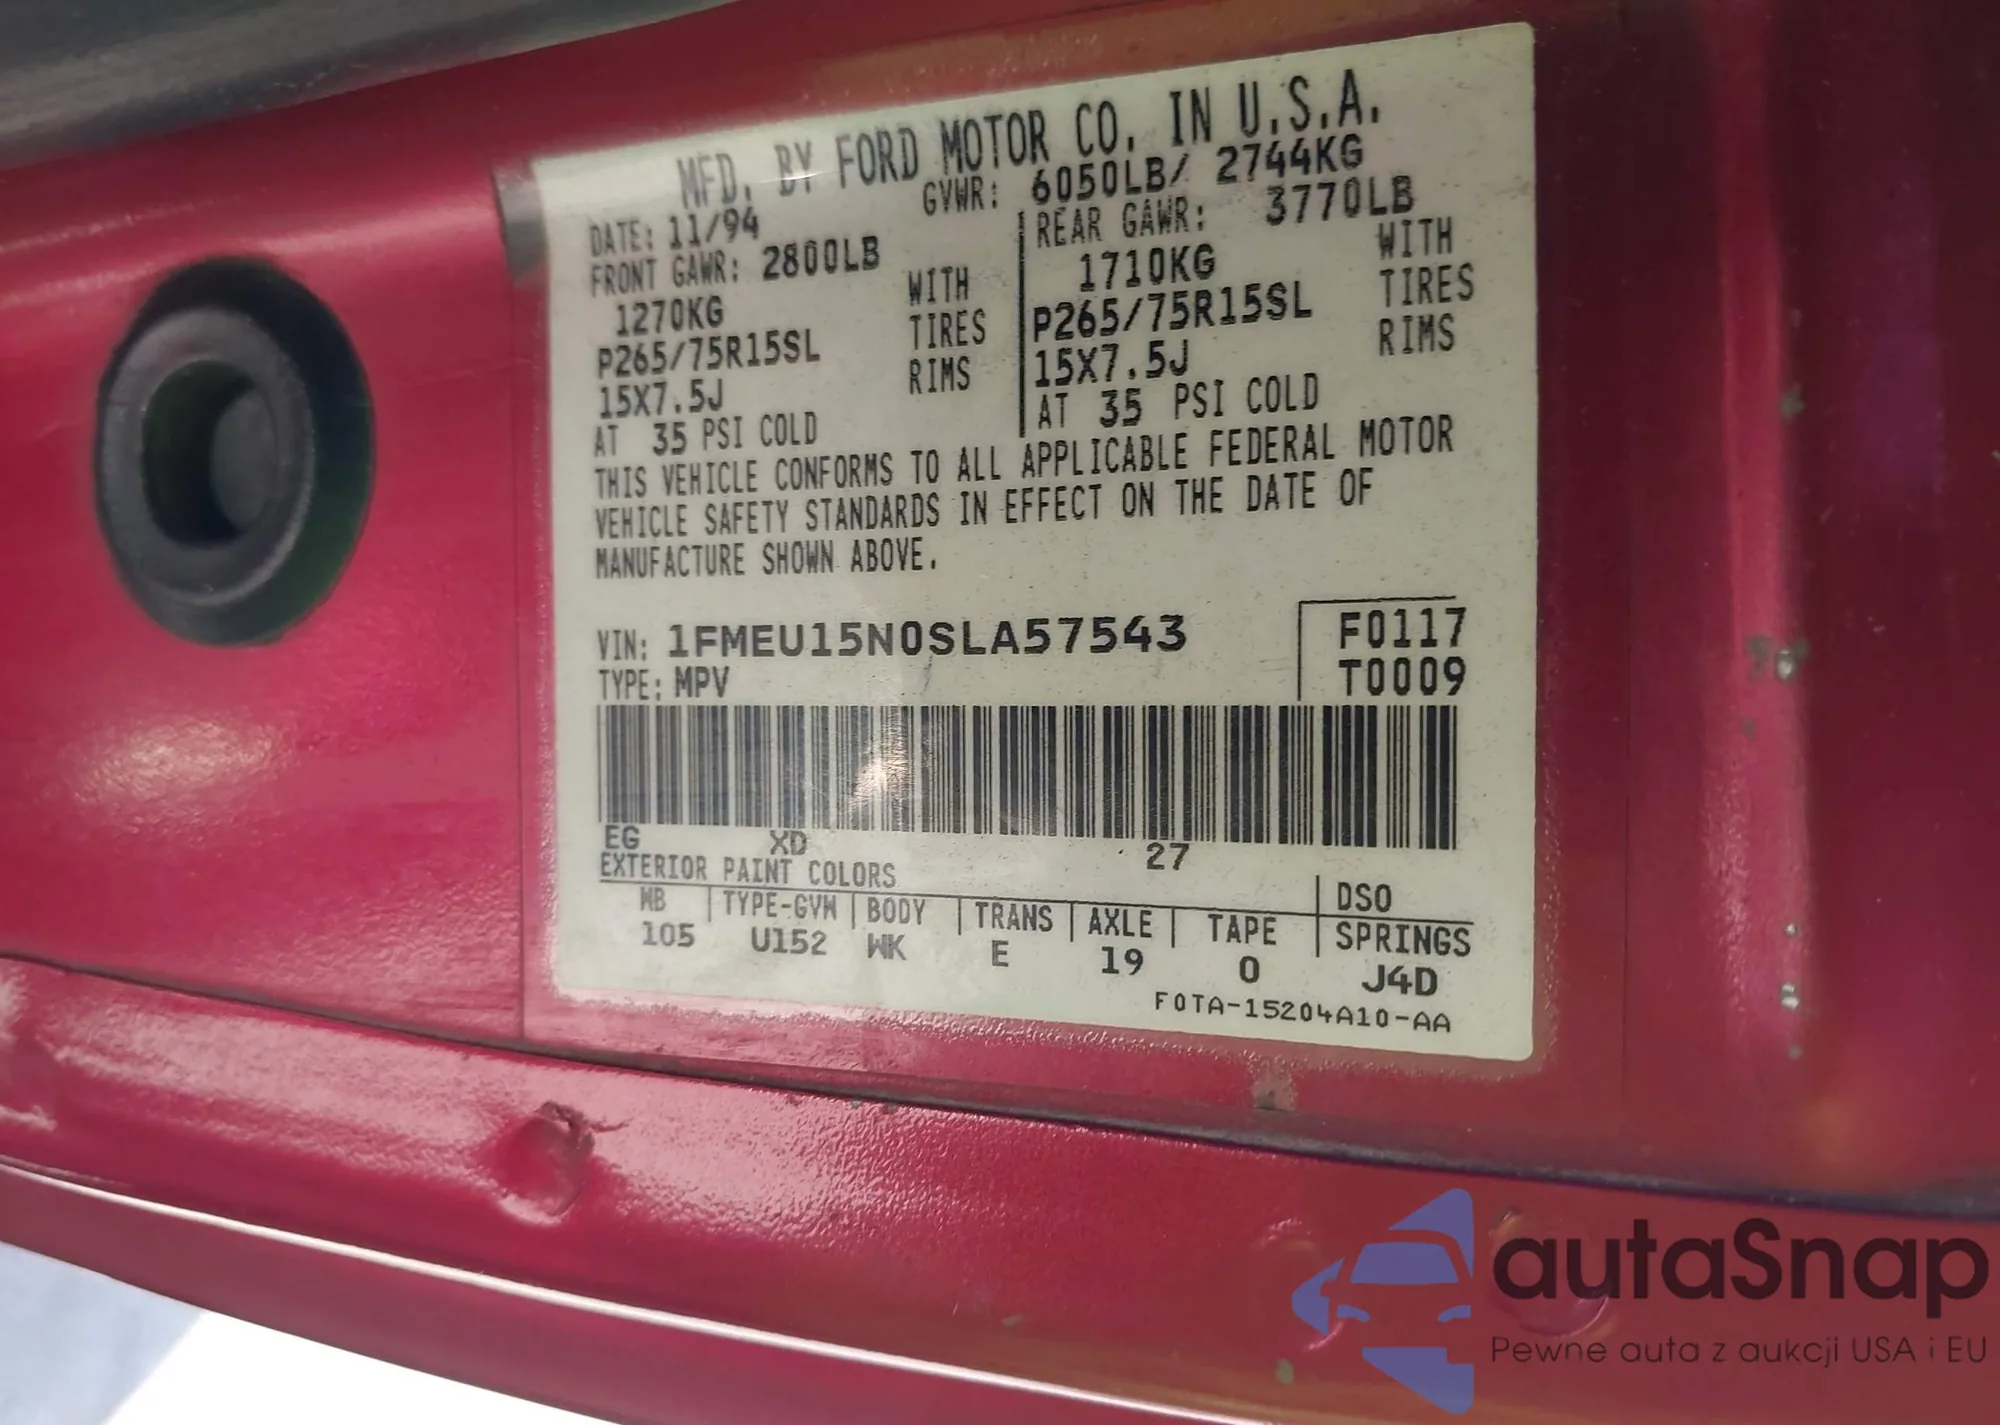 MFD. BY FORD MOTOR CO. IN U.S.A.
DATE: 11/94 GVWR: 6050LB/ 2744KG
FRONT GAWR: 2800LB REAR GAWR: 3770LB
1270KG WITH 1710KG WITH
P265/75R15SL TIRES P265/75R15SL TIRES
15X7.5J RIMS 15X7.5J RIMS
AT 35 PSI COLD AT 35 PSI COLD
THIS VEHICLE CONFORMS TO ALL APPLICABLE FEDERAL MOTOR
VEHICLE SAFETY STANDARDS IN EFFECT ON THE DATE OF
MANUFACTURE SHOWN ABOVE.
VIN: 1FMEU15N0SLA57543 F0117
TYPE: MPV T0009
EG XD 27
EXTERIOR PAINT COLORS DSO
WB TYPE-GVW BODY TRANS AXLE TAPE SPRINGS
105 U152 WK E 19 0 J4D
F0TA-15204A10-AA
autaSnap
Pewne auta z aukcji USA i EU